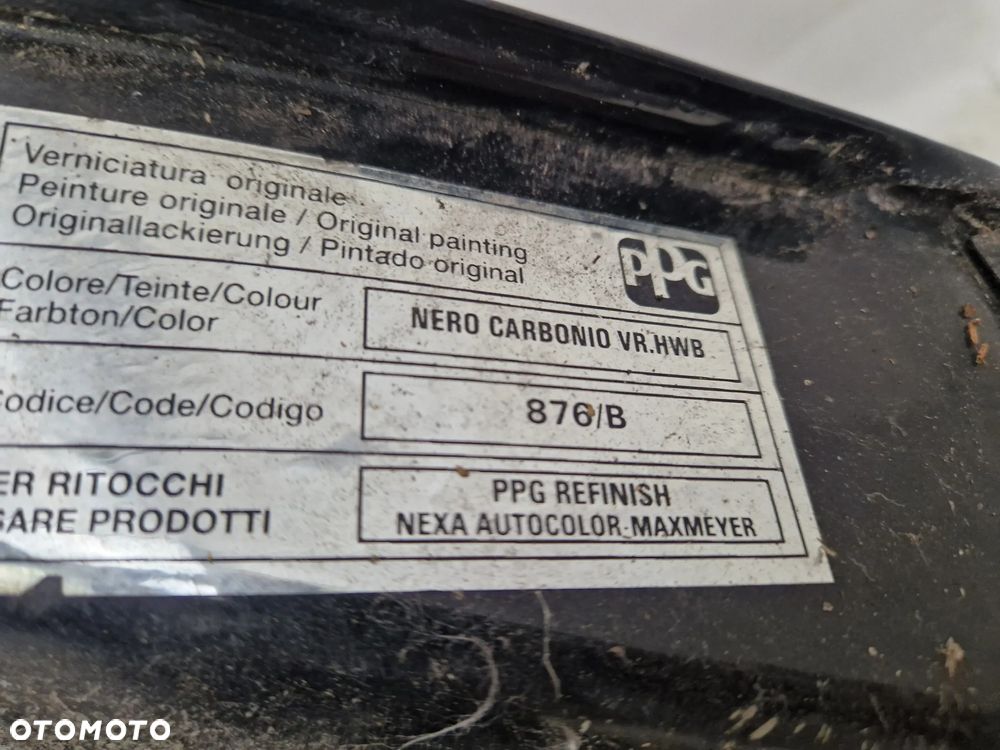 Verniciatura originale
Peinture originale / Original painting
Originallackierung / Pintado original
PPG
Colore/Teinte/Colour
Farbton/Color
NERO CARBONIO VR.HWB
Codice/Code/Codigo
876/B
ER RITOCCHI
SARE PRODOTTI
PPG REFINISH
NEXA AUTOCOLOR-MAXMEYER
OTOMOTO